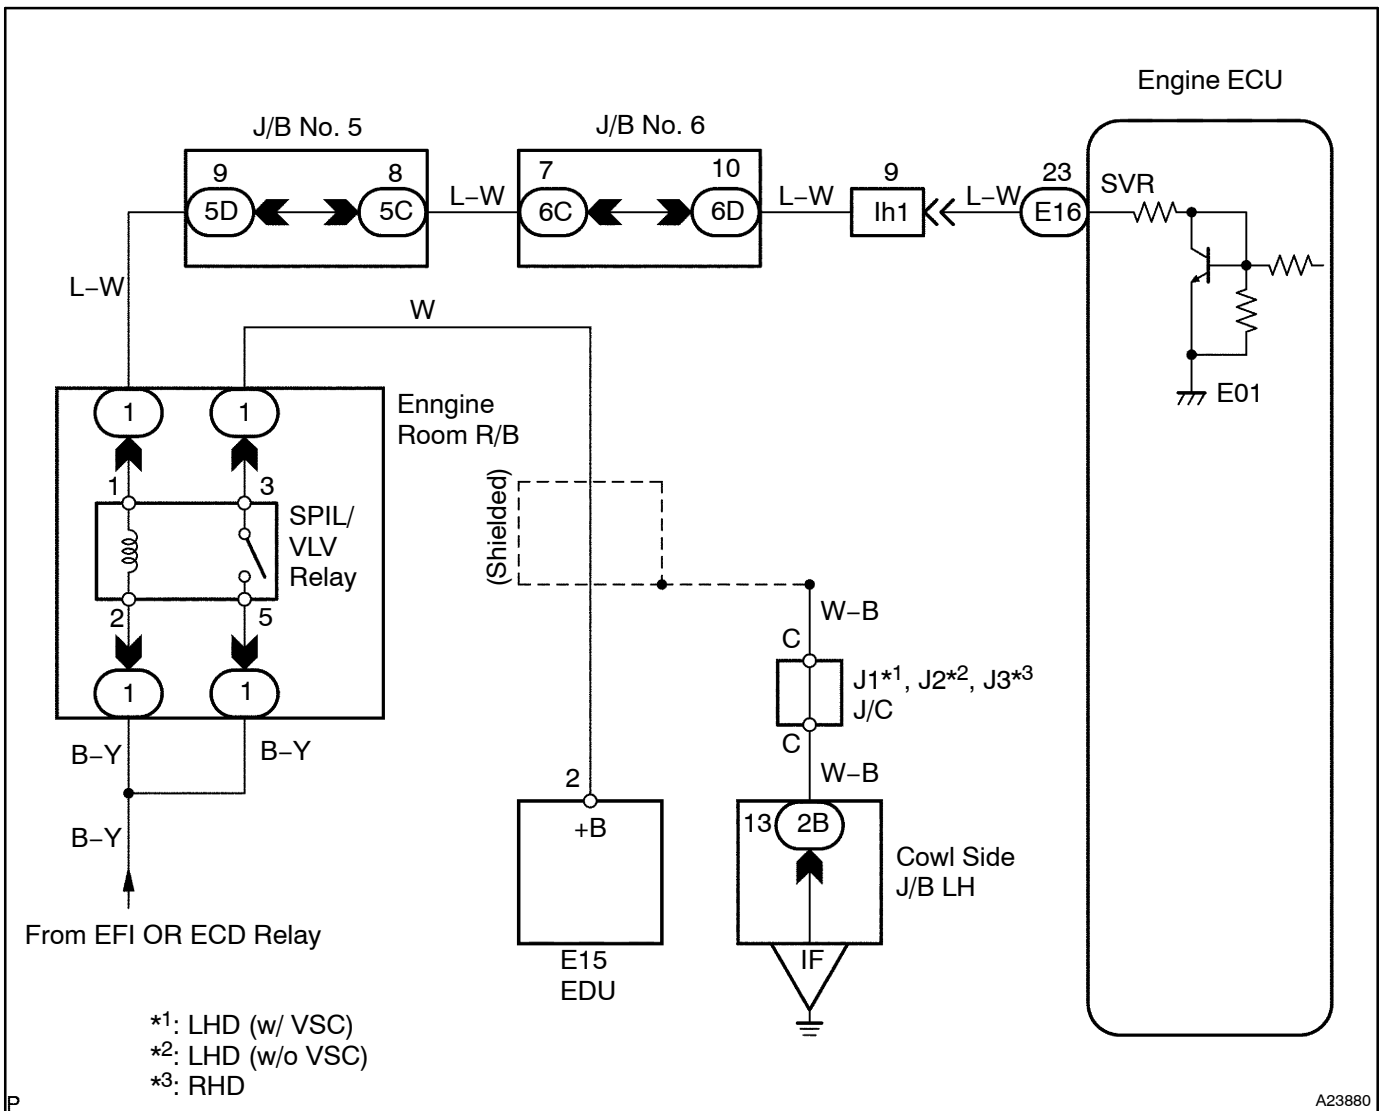 Engine ECU
J/B No. 5
J/B No. 6
9
8
7
10
9
23
5D
5C
L–W
6C
6D
L–W
Ih1
L–W
E16
SVR
L–W
W
E01
1
1
Enngine
Room R/B
1
3
SPIL/
VLV
Relay
(Shielded)
2
5
W–B
C
1
1
J1*1, J2*2, J3*3
J/C
C
B–Y
B–Y
W–B
2
+B
13
2B
B–Y
Cowl Side
J/B LH
From EFI OR ECD Relay
E15
EDU
IF
*1: LHD (w/ VSC)
*2: LHD (w/o VSC)
*3: RHD
P
A23880